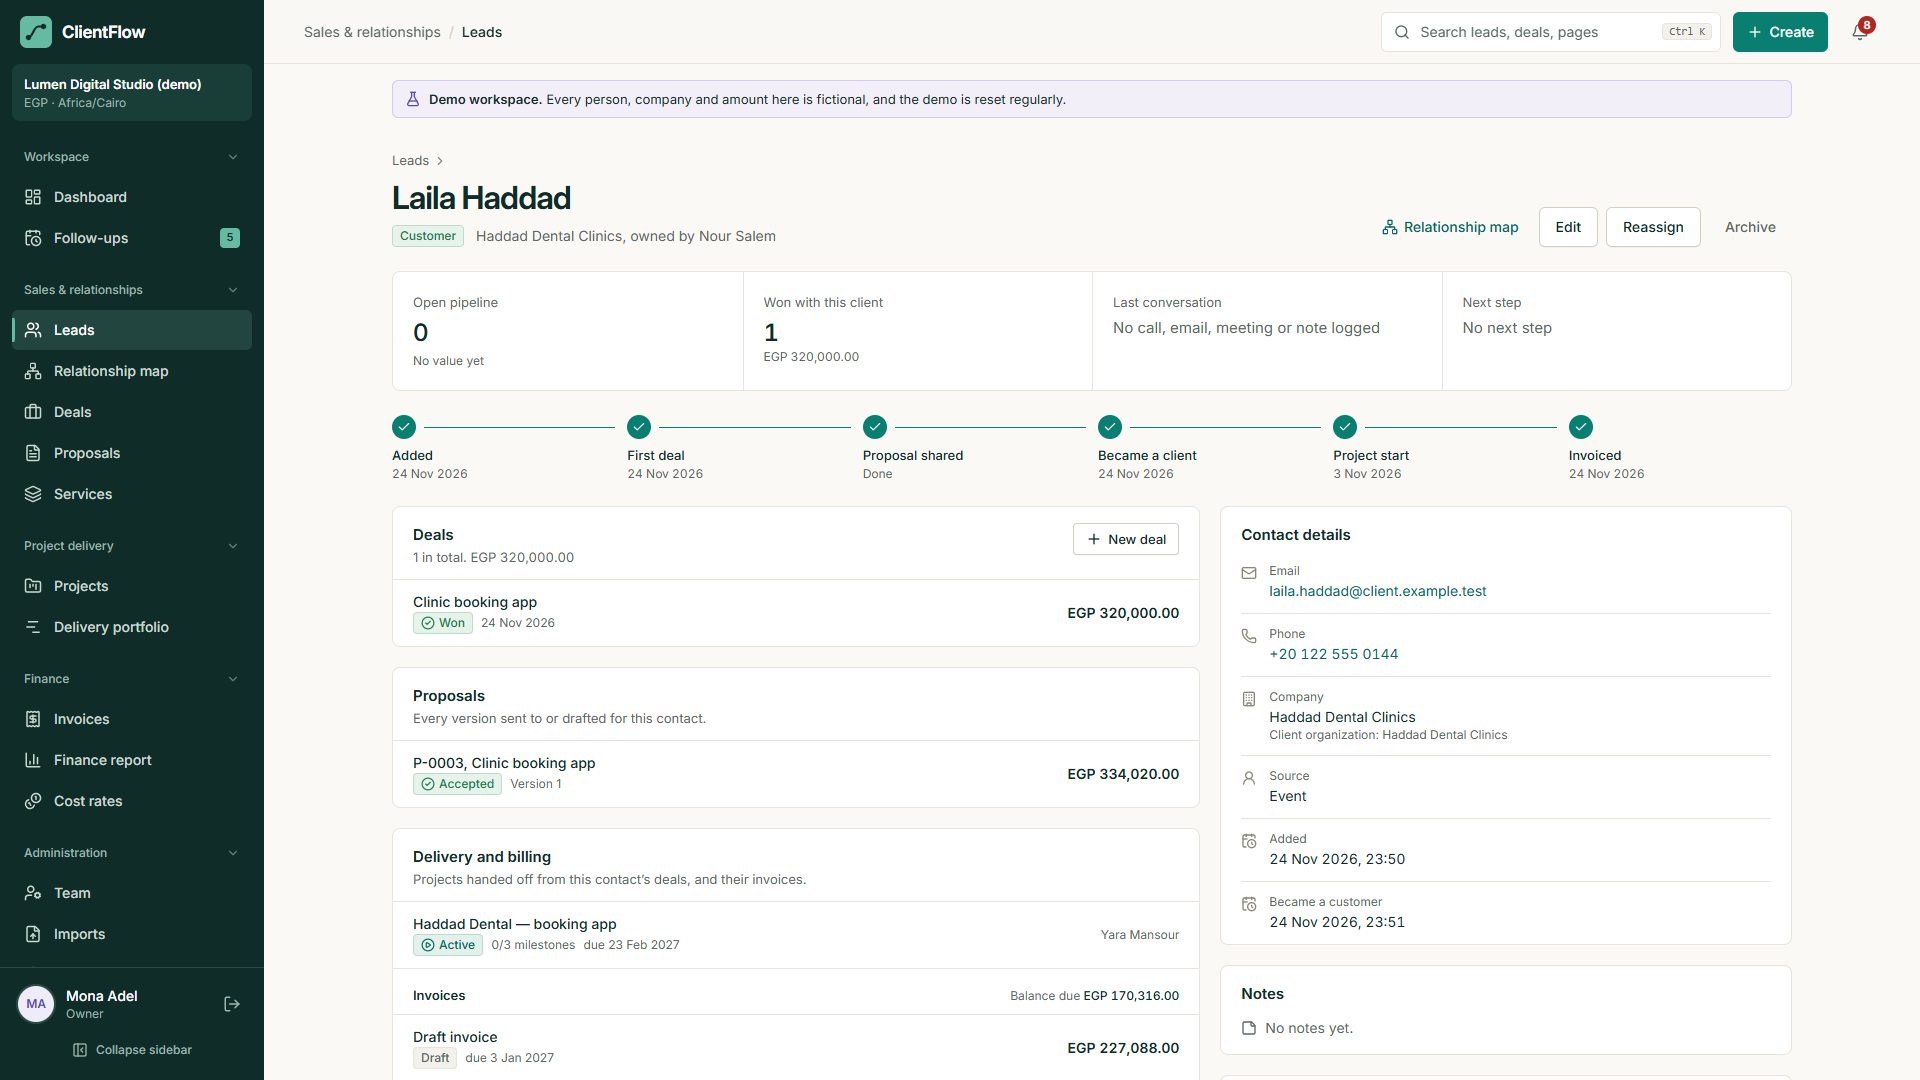 ClientFlow
Lumen Digital Studio (demo)
EGP · Africa/Cairo
Workspace
Dashboard
Follow-ups
5
Sales & relationships
Leads
Relationship map
Deals
Proposals
Services
Project delivery
Projects
Delivery portfolio
Finance
Invoices
Finance report
Cost rates
Administration
Team
Imports
MA
Mona Adel
Owner
Collapse sidebar
Sales & relationships / Leads
Search leads, deals, pages
Ctrl K
Create
8
Demo workspace. Every person, company and amount here is fictional, and the demo is reset regularly.
Leads
Laila Haddad
Customer
Haddad Dental Clinics, owned by Nour Salem
Relationship map
Edit
Reassign
Archive
Open pipeline
0
No value yet
Won with this client
1
EGP 320,000.00
Last conversation
No call, email, meeting or note logged
Next step
No next step
Added
24 Nov 2026
First deal
24 Nov 2026
Proposal shared
Done
Became a client
24 Nov 2026
Project start
3 Nov 2026
Invoiced
24 Nov 2026
Deals
1 in total. EGP 320,000.00
New deal
Clinic booking app
Won
24 Nov 2026
EGP 320,000.00
Proposals
Every version sent to or drafted for this contact.
P-0003, Clinic booking app
Accepted
Version 1
EGP 334,020.00
Delivery and billing
Projects handed off from this contact’s deals, and their invoices.
Haddad Dental — booking app
Active
0/3 milestones
due 23 Feb 2027
Yara Mansour
Invoices
Balance due EGP 170,316.00
Draft invoice
Draft
due 3 Jan 2027
EGP 227,088.00
Contact details
Email
laila.haddad@client.example.test
Phone
+20 122 555 0144
Company
Haddad Dental Clinics
Client organization: Haddad Dental Clinics
Source
Event
Added
24 Nov 2026, 23:50
Became a customer
24 Nov 2026, 23:51
Notes
No notes yet.